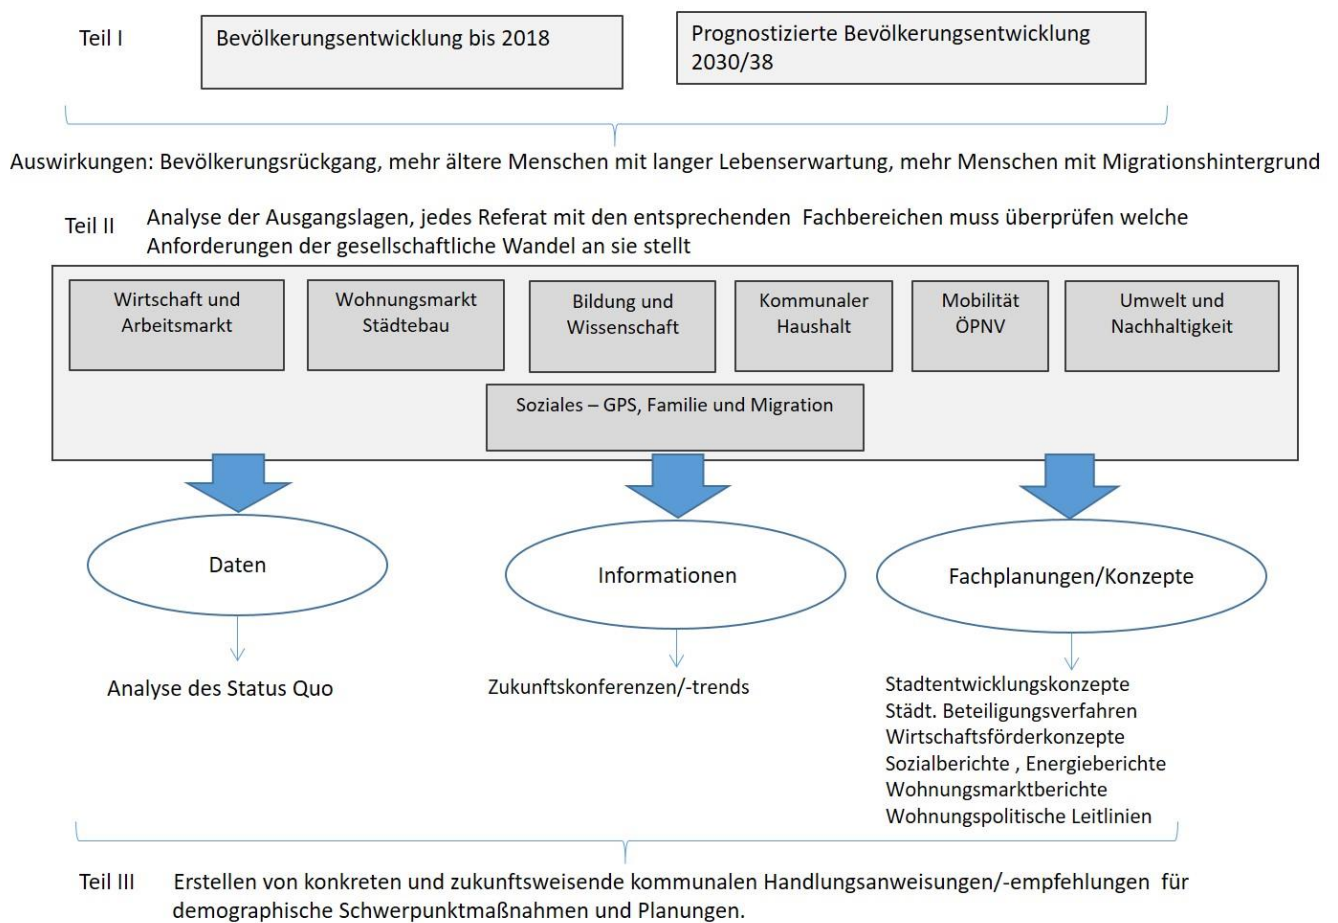 Teil I
Bevölkerungsentwicklung bis 2018
Prognostizierte Bevölkerungsentwicklung
2030/38
Auswirkungen: Bevölkerungsrückgang, mehr ältere Menschen mit langer Lebenserwartung, mehr Menschen mit Migrationshintergrund
Teil II
Analyse der Ausgangslagen, jedes Referat mit den entsprechenden Fachbereichen muss überprüfen welche
Anforderungen der gesellschaftliche Wandel an sie stellt
Wirtschaft und
Arbeitsmarkt
Wohnungsmarkt
Städtebau
Bildung und
Wissenschaft
Kommunaler
Haushalt
Mobilität
ÖPNV
Umwelt und
Nachhaltigkeit
Soziales – GPS, Familie und Migration
Daten
Informationen
Fachplanungen/Konzepte
Analyse des Status Quo
Zukunftskonferenzen/-trends
Stadtentwicklungskonzepte
Städt. Beteiligungsverfahren
Wirtschaftsförderkonzepte
Sozialberichte , Energieberichte
Wohnungsmarktberichte
Wohnungspolitische Leitlinien
Teil III
Erstellen von konkreten und zukunftsweisende kommunalen Handlungsanweisungen/-empfehlungen für
demographische Schwerpunktmaßnahmen und Planungen.